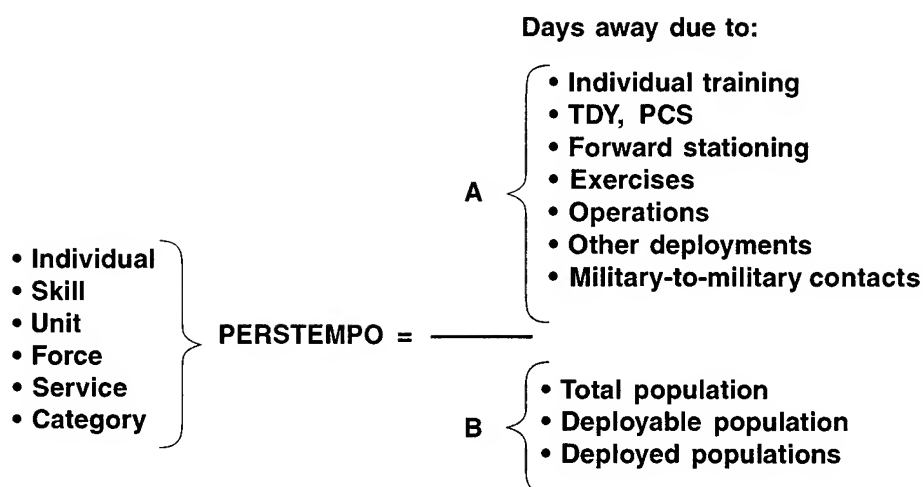 Days away due to:
• Individual training
• TDY, PCS
• Forward stationing
A
• Exercises
• Operations
• Other deployments
• Military-to-military contacts
• Individual
• Skill
• Unit
• Force
• Service
• Category
PERSTEMPO =
• Total population
B
• Deployable population
• Deployed populations